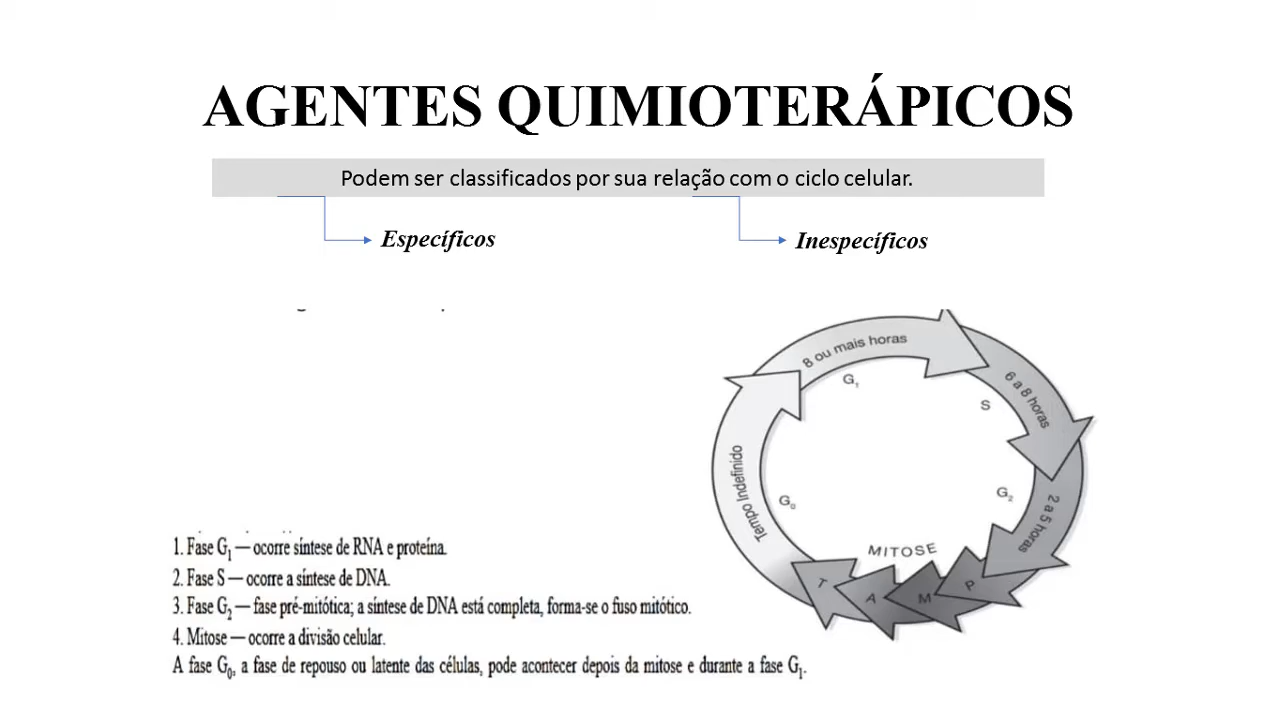 AGENTES QUIMIOTERÁPICOS
Podem ser classificados por sua relação com o ciclo celular.
Específicos
Inespecíficos
8 ou mais horas
G₁
6 a 8 horas
S
Tempo Indefinido
G₀
G₂
2 a 5 horas
MITOSE
T
A
M
P
1. Fase G₁ — ocorre síntese de RNA e proteína.
2. Fase S — ocorre a síntese de DNA.
3. Fase G₂ — fase pré-mitótica; a síntese de DNA está completa, forma-se o fuso mitótico.
4. Mitose — ocorre a divisão celular.
A fase G₀, a fase de repouso ou latente das células, pode acontecer depois da mitose e durante a fase G₁.